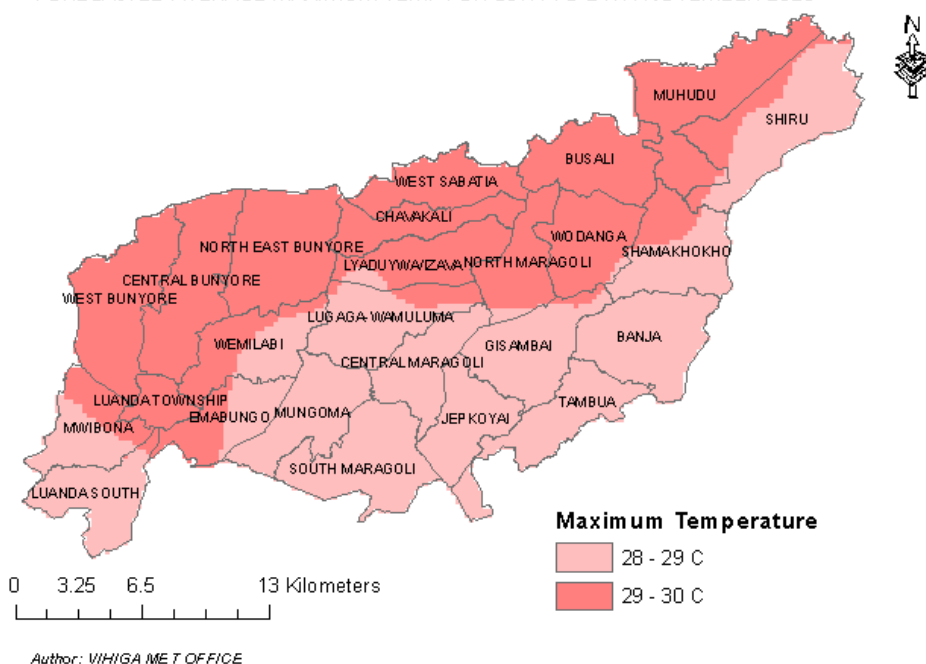 N
MUHUDU
SHIRU
BUSALI
WEST SABATIA
CHAVAKALI
WODANGA
NORTH EAST BUNYORE
SHAMAKHOKHO
LYADUYWA/IZAVA
NORTH MARAGOLI
CENTRAL BUNYORE
WEST BUNYORE
LUGAGA-WAMULUMA
BANJA
WEMILABI
GISAMBAI
CENTRAL MARAGOLI
LUANDA TOWNSHIP
TAMBUA
EMABUNGO
MUNGOMA
JEPKOYAI
MWIBONA
SOUTH MARAGOLI
LUANDA SOUTH
Maximum Temperature
28 - 29 C
29 - 30 C
0 3.25 6.5 13 Kilometers
Author: VIHIGA MET OFFICE